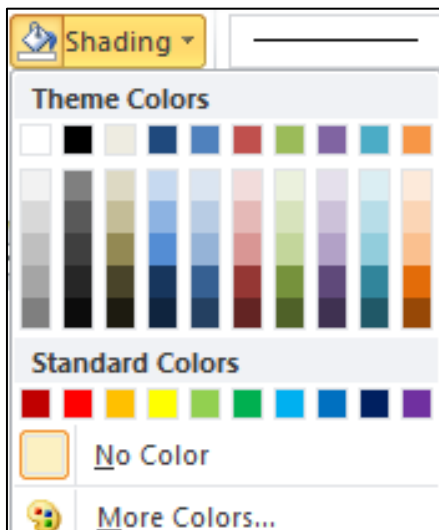 Shading
Theme Colors
Standard Colors
No Color
More Colors...